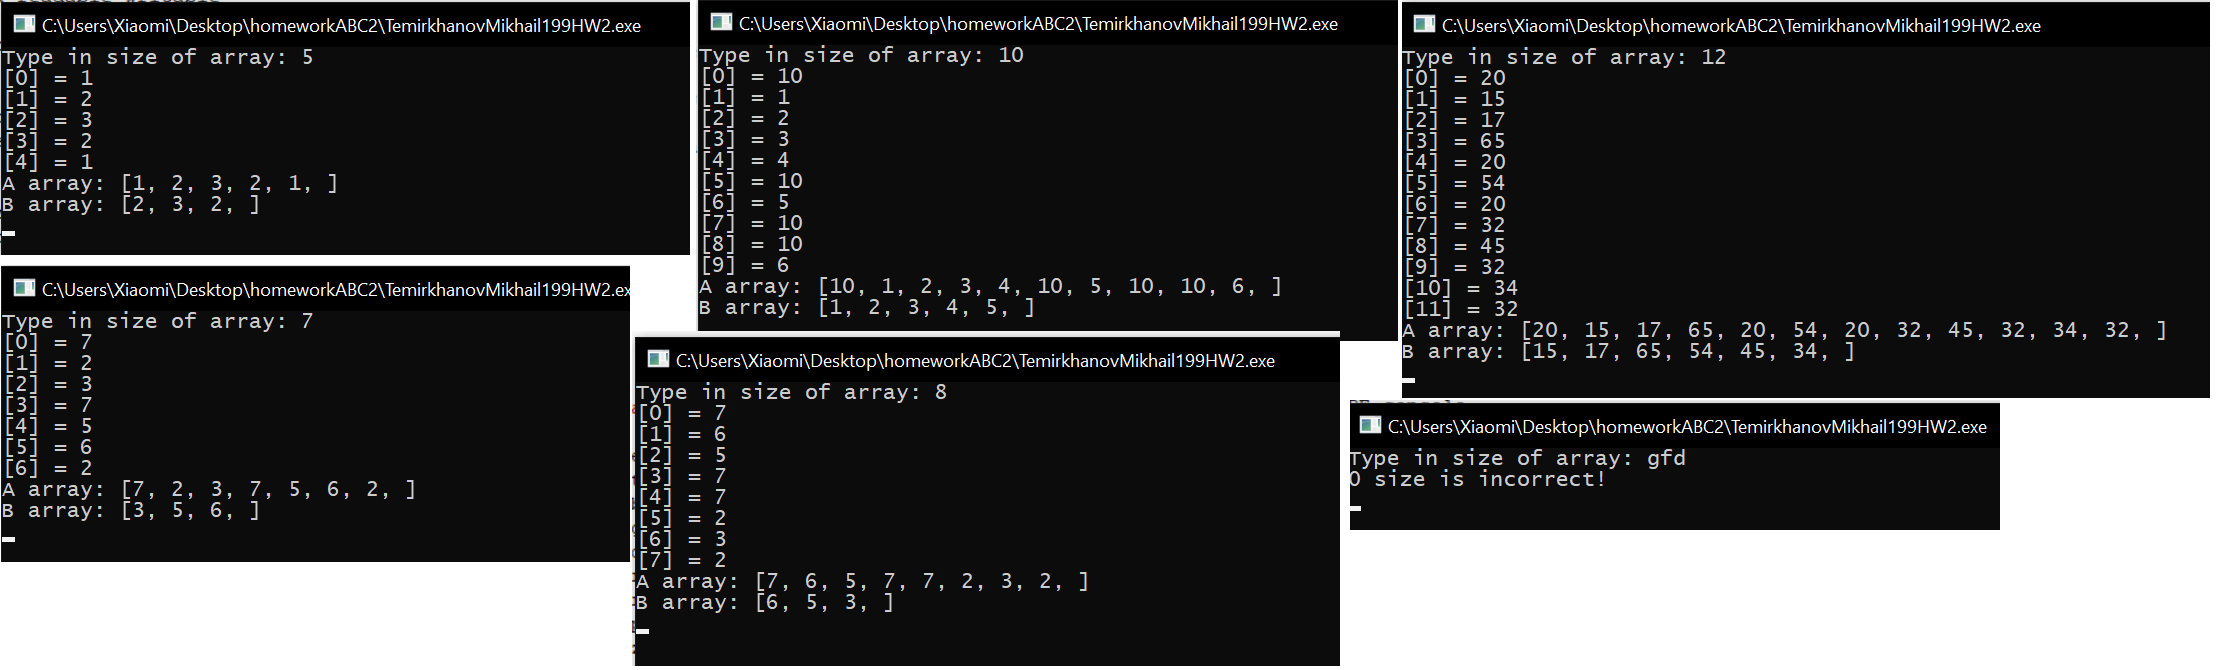 C:\Users\Xiaomi\Desktop\homeworkABC2\TemirkhanovMikhail199HW2.exe
Type in size of array: 5
[0] = 1
[1] = 2
[2] = 3
[3] = 2
[4] = 1
A array: [1, 2, 3, 2, 1, ]
B array: [2, 3, 2, ]
C:\Users\Xiaomi\Desktop\homeworkABC2\TemirkhanovMikhail199HW2.exe
Type in size of array: 10
[0] = 10
[1] = 1
[2] = 2
[3] = 3
[4] = 4
[5] = 10
[6] = 5
[7] = 10
[8] = 10
[9] = 6
A array: [10, 1, 2, 3, 4, 10, 5, 10, 10, 6, ]
B array: [1, 2, 3, 4, 5, ]
C:\Users\Xiaomi\Desktop\homeworkABC2\TemirkhanovMikhail199HW2.exe
Type in size of array: 12
[0] = 20
[1] = 15
[2] = 17
[3] = 65
[4] = 20
[5] = 54
[6] = 20
[7] = 32
[8] = 45
[9] = 32
[10] = 34
[11] = 32
A array: [20, 15, 17, 65, 20, 54, 20, 32, 45, 32, 34, 32, ]
B array: [15, 17, 65, 54, 45, 34, ]
C:\Users\Xiaomi\Desktop\homeworkABC2\TemirkhanovMikhail199HW2.ex
Type in size of array: 7
[0] = 7
[1] = 2
[2] = 3
[3] = 7
[4] = 5
[5] = 6
[6] = 2
A array: [7, 2, 3, 7, 5, 6, 2, ]
B array: [3, 5, 6, ]
C:\Users\Xiaomi\Desktop\homeworkABC2\TemirkhanovMikhail199HW2.exe
Type in size of array: 8
[0] = 7
[1] = 6
[2] = 5
[3] = 7
[4] = 7
[5] = 2
[6] = 3
[7] = 2
A array: [7, 6, 5, 7, 7, 2, 3, 2, ]
B array: [6, 5, 3, ]
C:\Users\Xiaomi\Desktop\homeworkABC2\TemirkhanovMikhail199HW2.exe
Type in size of array: gfd
0 size is incorrect!